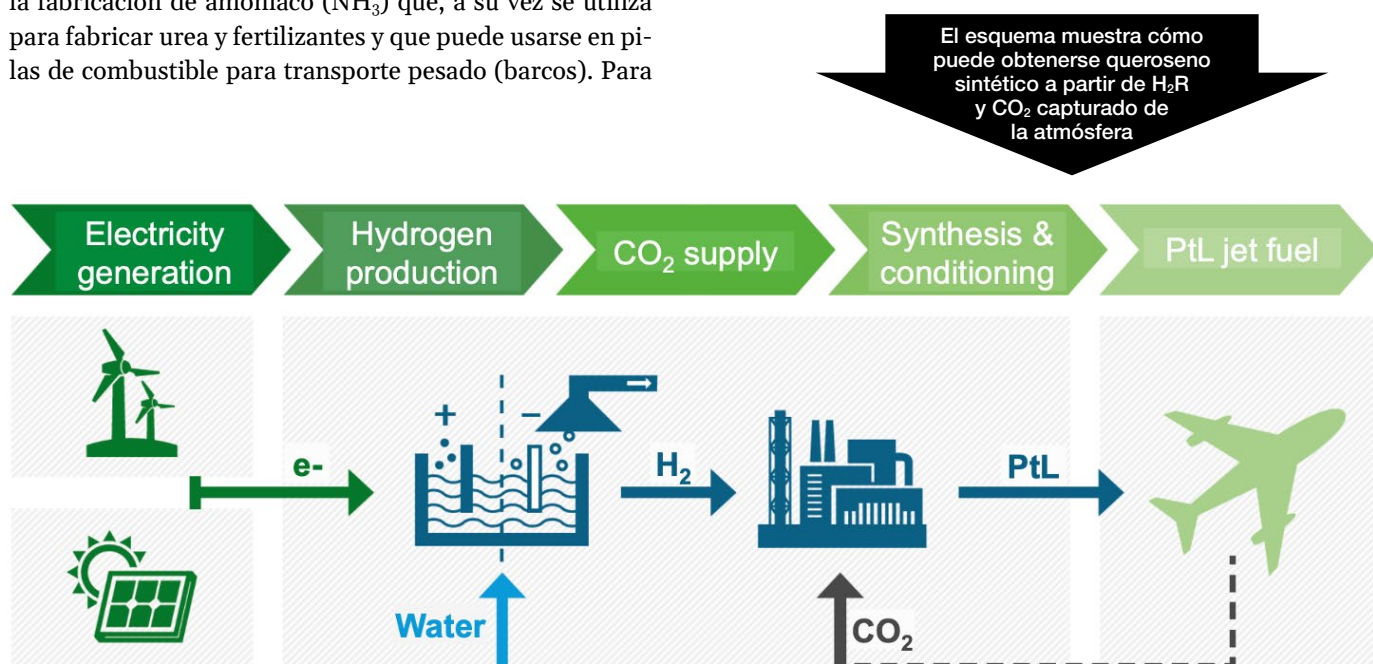 la fabricación de amoníaco (NH₃) que, a su vez se utiliza
para fabricar urea y fertilizantes y que puede usarse en pi-
las de combustible para transporte pesado (barcos). Para
El esquema muestra cómo
puede obtenerse queroseno
sintético a partir de H₂R
y CO₂ capturado de
la atmósfera
Electricity
generation
Hydrogen
production
CO₂ supply
Synthesis &
conditioning
PtL jet fuel
+
−
e-
H₂
PtL
Water
CO₂